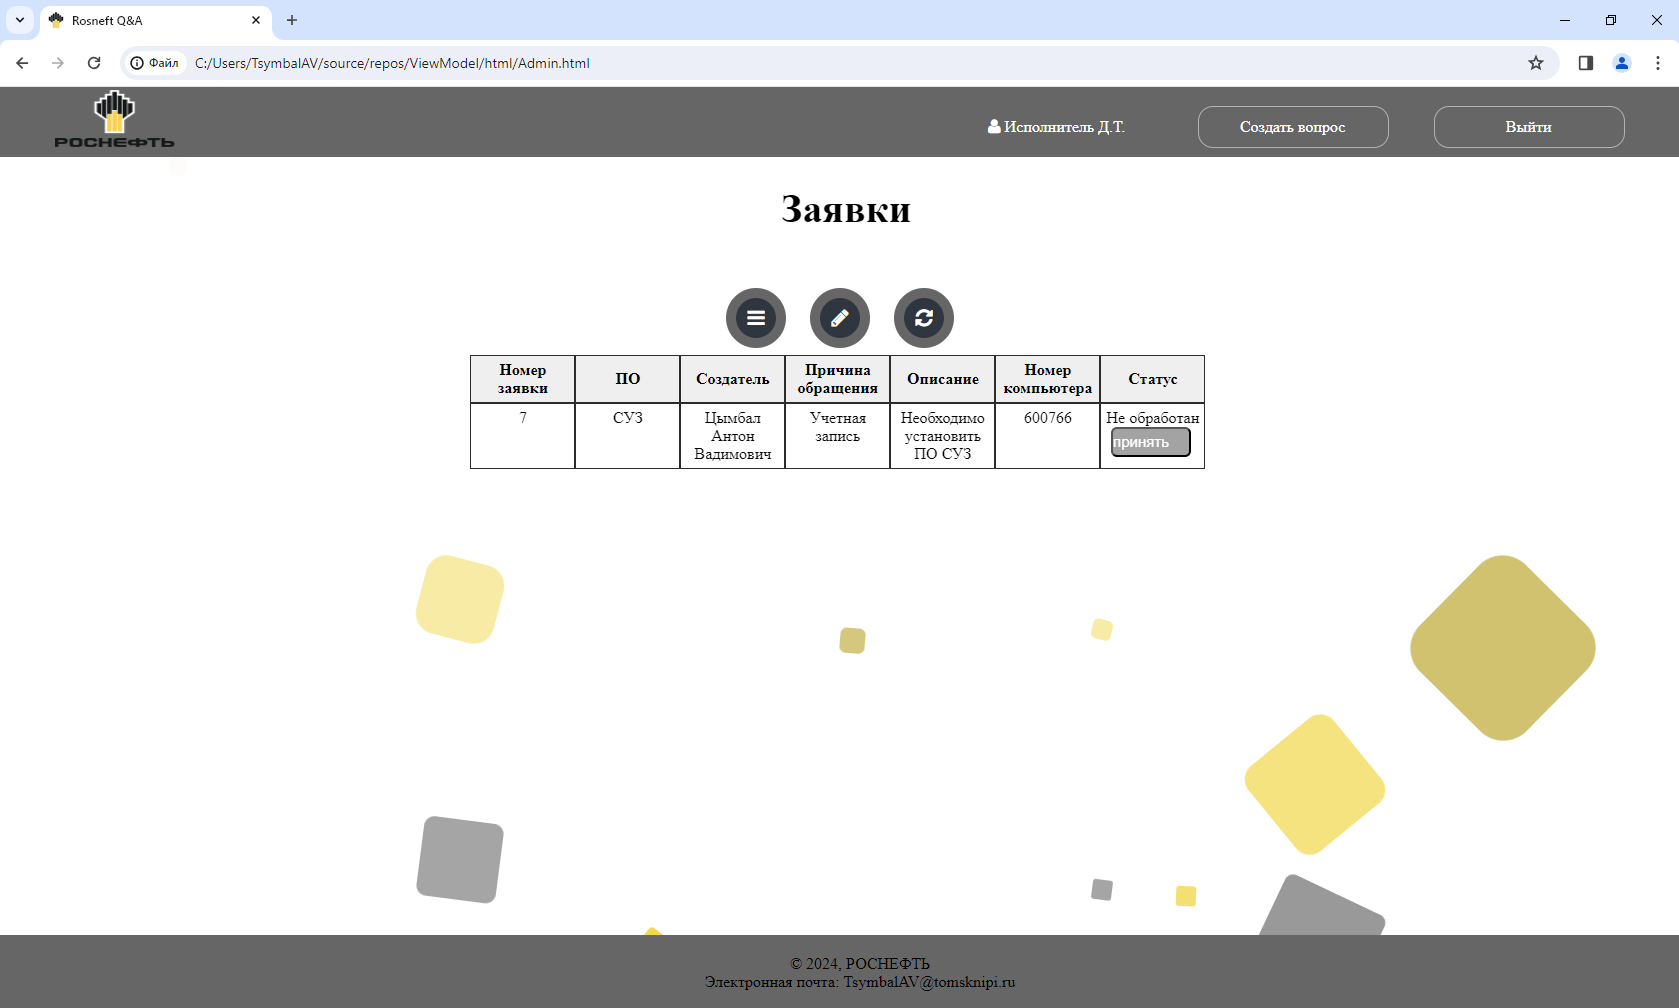 Rosneft Q&A
Файл
C:/Users/TsymbalAV/source/repos/ViewModel/html/Admin.html
РОСНЕФТЬ
Исполнитель Д.Т.
Создать вопрос
Выйти
Заявки
Номер заявки
ПО
Создатель
Причина обращения
Описание
Номер компьютера
Статус
7
СУЗ
Цымбал Антон Вадимович
Учетная запись
Необходимо установить ПО СУЗ
600766
Не обработан
принять
© 2024, РОСНЕФТЬ
Электронная почта: TsymbalAV@tomsknipi.ru